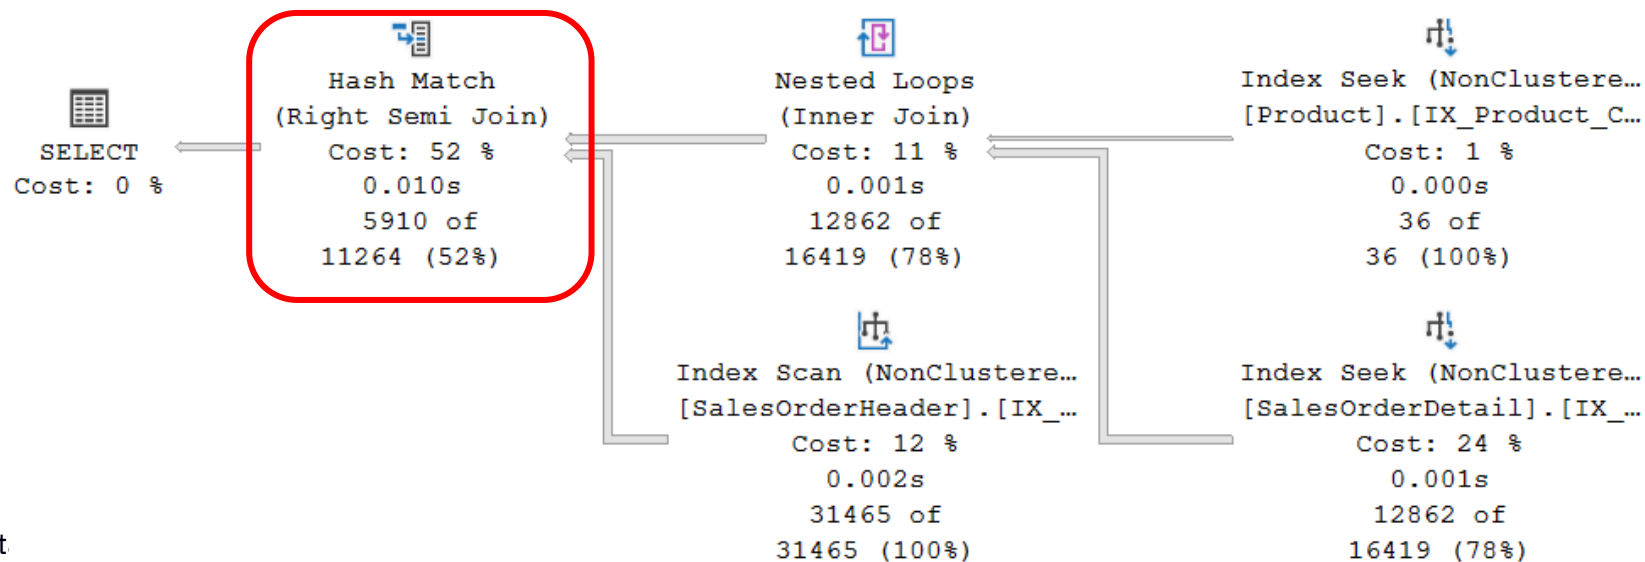 SELECT
Cost: 0 %
Hash Match
(Right Semi Join)
Cost: 52 %
0.010s
5910 of
11264 (52%)
Nested Loops
(Inner Join)
Cost: 11 %
0.001s
12862 of
16419 (78%)
Index Seek (NonClustere…
[Product].[IX_Product_C…
Cost: 1 %
0.000s
36 of
36 (100%)
Index Scan (NonClustere…
[SalesOrderHeader].[IX_…
Cost: 12 %
0.002s
31465 of
31465 (100%)
Index Seek (NonClustere…
[SalesOrderDetail].[IX_…
Cost: 24 %
0.001s
12862 of
16419 (78%)